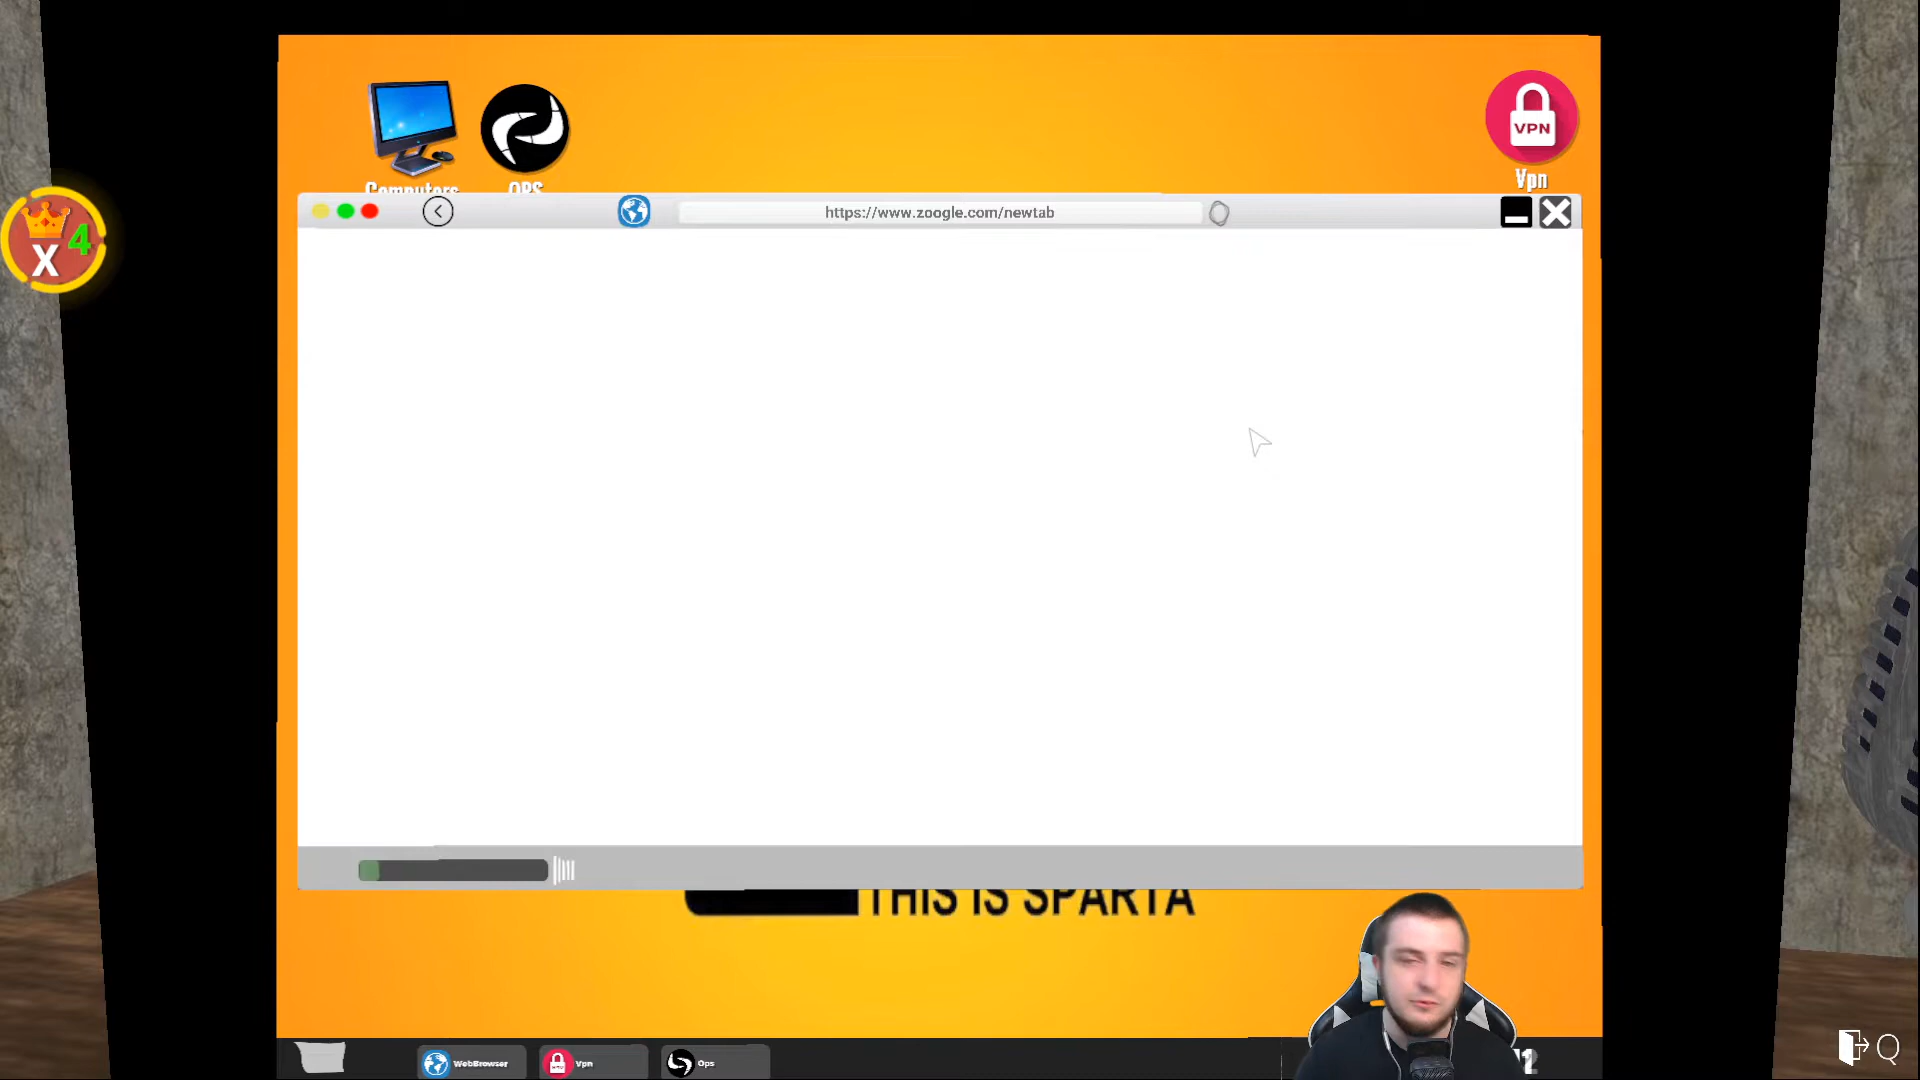 VPN
Computers
OPS
Vpn
https://www.zoogle.com/newtab
X 4
THIS IS SPARTA
WebBrowser
Vpn
Ops
Q